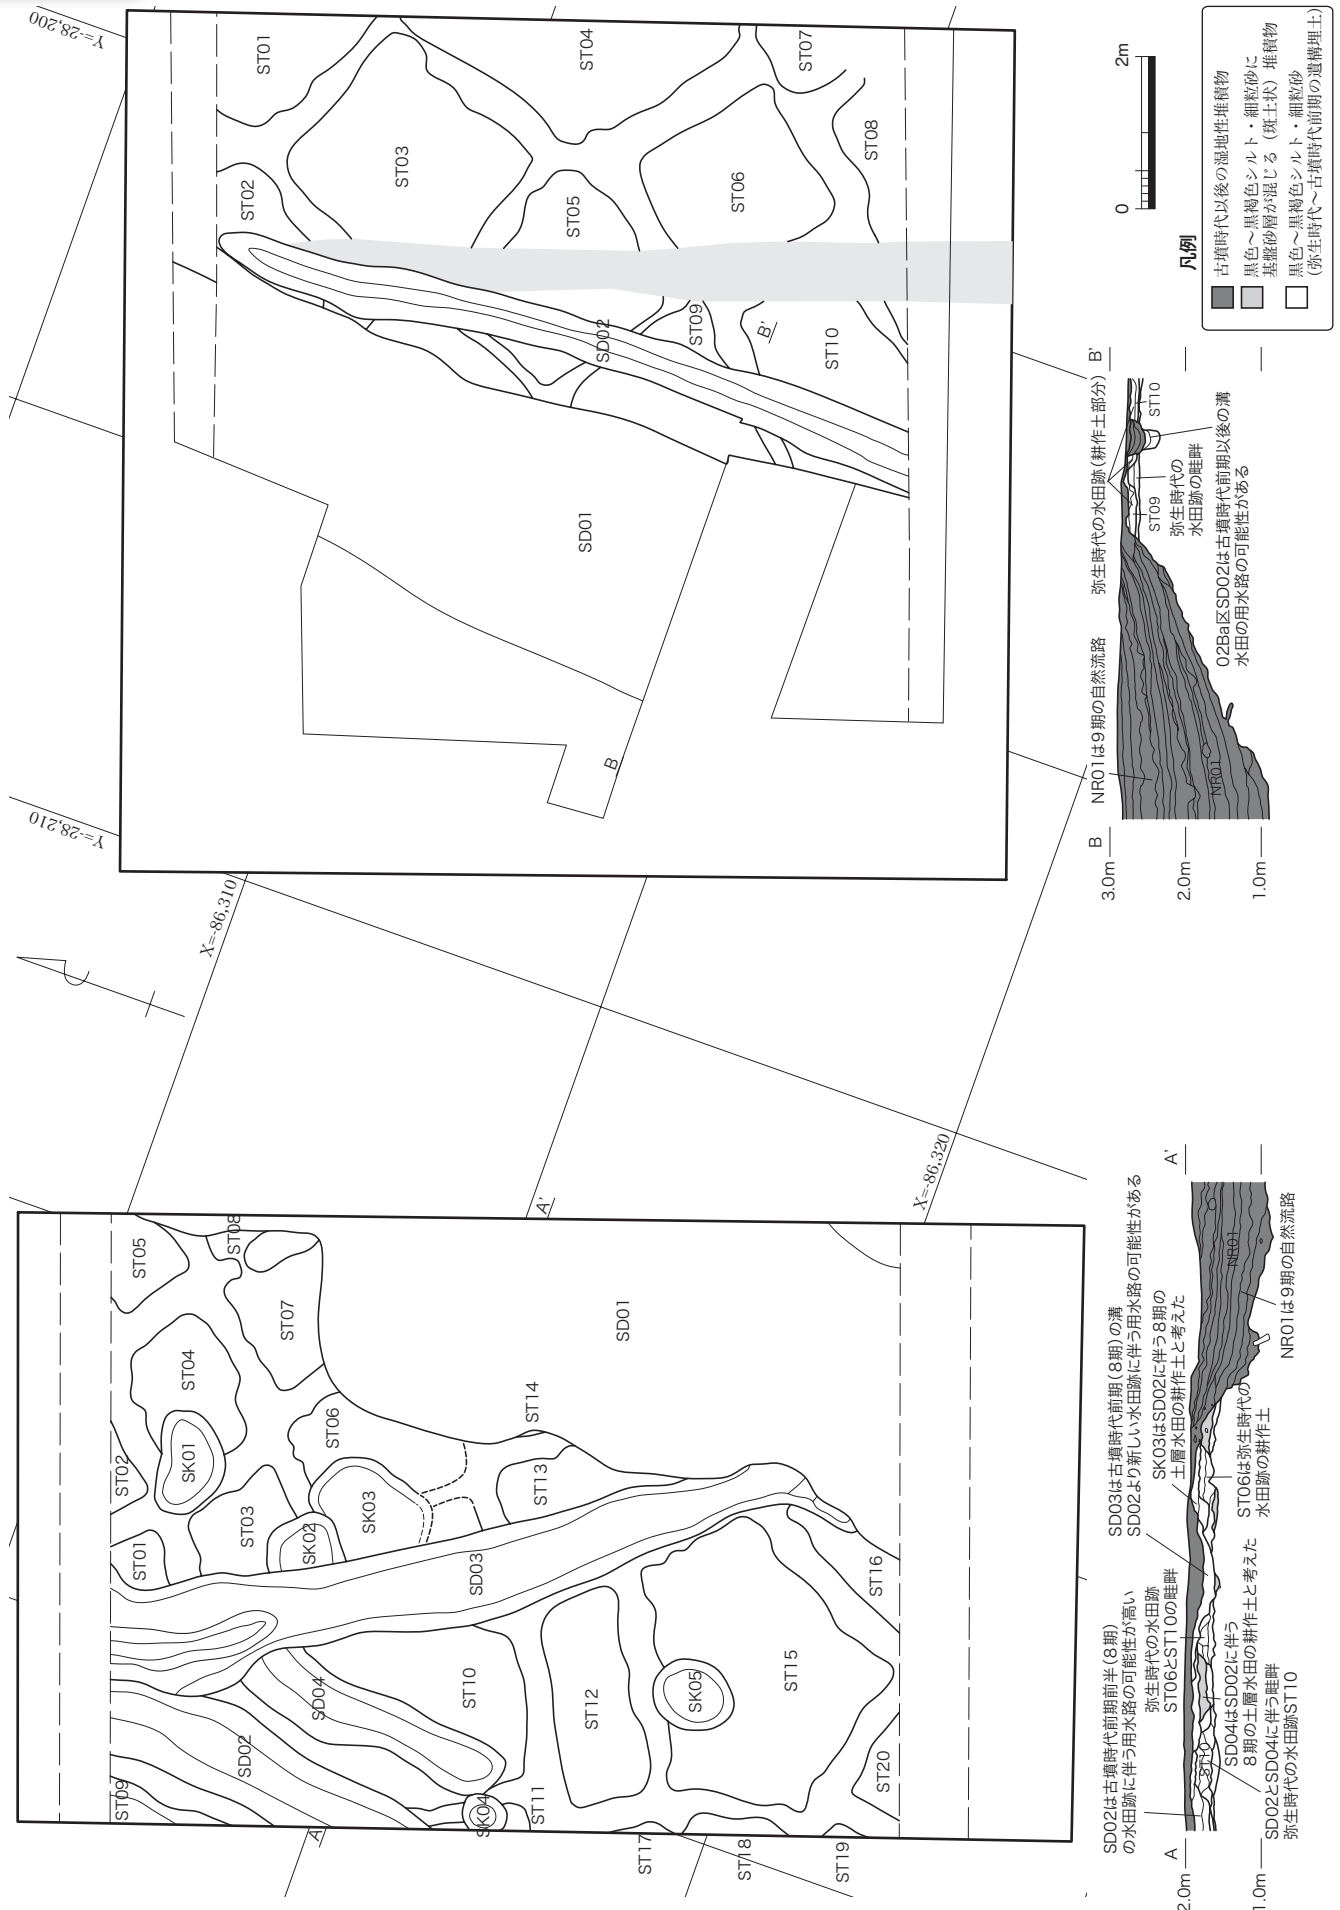 Y=-28,200
Y=-28,210
X=-86,310
X=-86,320
ST01
ST02
ST03
ST04
ST05
ST06
ST07
ST08
ST09
ST10
SD01
SD02
B
B'
ST01
ST02
ST03
ST04
ST05
ST06
ST07
ST08
ST09
ST10
ST11
ST12
ST13
ST14
ST15
ST16
ST17
ST18
ST19
ST20
SK01
SK02
SK03
SK04
SK05
SD01
SD02
SD03
SD04
A
A'
0
2m
凡例
古墳時代以後の湿地性堆積物
黒色～黒褐色シルト・細粒砂に
基盤砂層が混じる（斑土状）堆積物
黒色～黒褐色シルト・細粒砂
（弥生時代～古墳時代前期の遺構埋土）
B
B'
3.0m
2.0m
1.0m
NR01は9期の自然流路
弥生時代の水田跡（耕作土部分）
NR01
ST09
ST10
弥生時代の
水田跡の畦畔
02Ba区SD02は古墳時代前期以後の溝
水田の用水路の可能性がある
A
A'
2.0m
1.0m
SD02は古墳時代前期前半（8期）
の水田跡に伴う用水路の可能性が高い
弥生時代の水田跡
ST06とST10の畦畔
SD03は古墳時代前期（8期）の溝
SD02より新しい水田跡に伴う用水路の可能性がある
SK03はSD02に伴う8期の
土層水田の耕作土と考えた
ST10
NR01
SD02とSD04に伴う畦畔
弥生時代の水田跡ST10
SD04はSD02に伴う
8期の土層水田の耕作土と考えた
ST06は弥生時代の
水田跡の耕作土
NR01は9期の自然流路